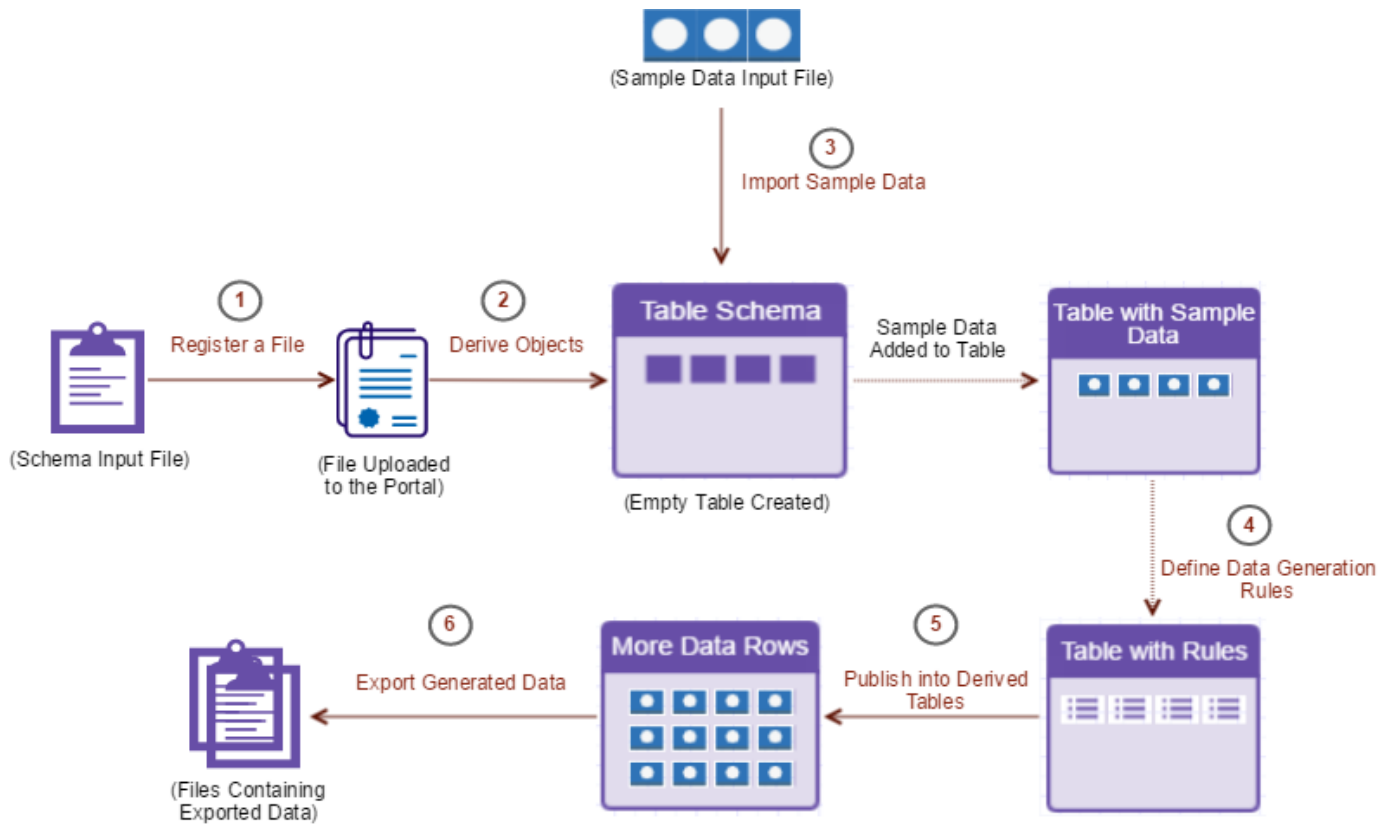 (Sample Data Input File)
3
Import Sample Data
1
Register a File
2
Derive Objects
(Schema Input File)
(File Uploaded
to the Portal)
Table Schema
(Empty Table Created)
Sample Data
Added to Table
Table with Sample
Data
4
Define Data Generation
Rules
Table with Rules
5
Publish into Derived
Tables
More Data Rows
6
Export Generated Data
(Files Containing
Exported Data)